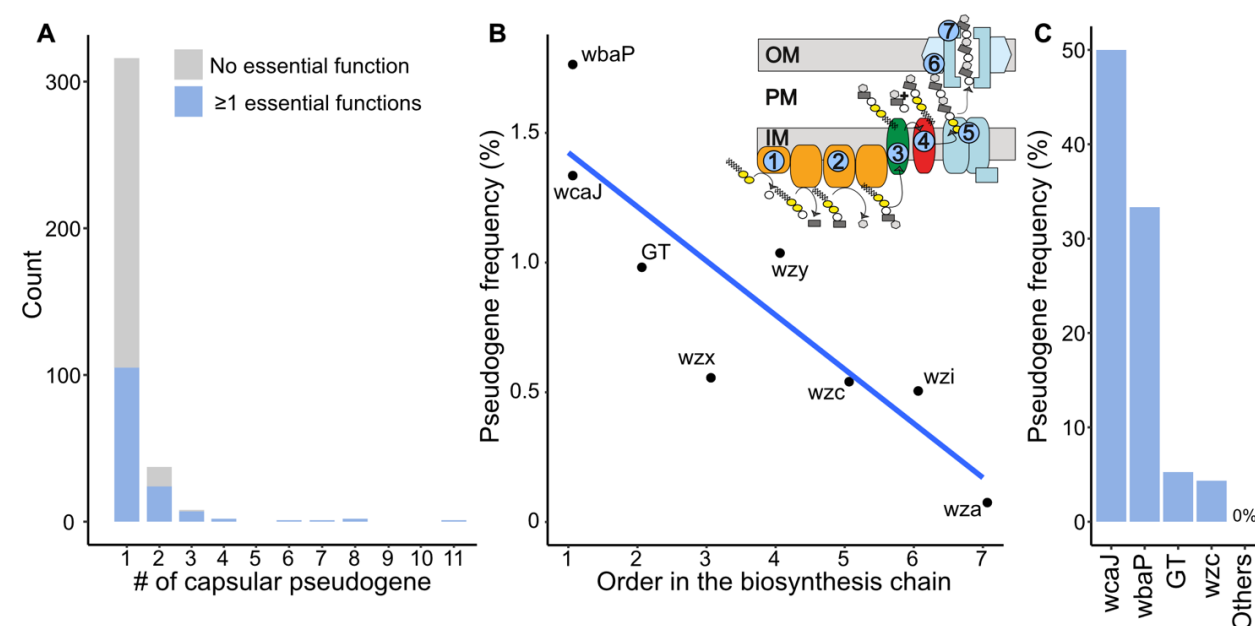 A
300
200
100
0
Count
No essential function
≥1 essential functions
1 2 3 4 5 6 7 8 9 10 11
# of capsular pseudogene
B
1.5
1.0
0.5
0
Pseudogene frequency (%)
wbaP
wcaJ
GT
wzy
wzx
wzc
wzi
wza
OM
PM
IM
1
2
3
4
5
6
7
+
1 2 3 4 5 6 7
Order in the biosynthesis chain
C
50
40
30
20
10
0
Pseudogene frequency (%)
0%
wcaJ
wbaP
GT
wzc
Others